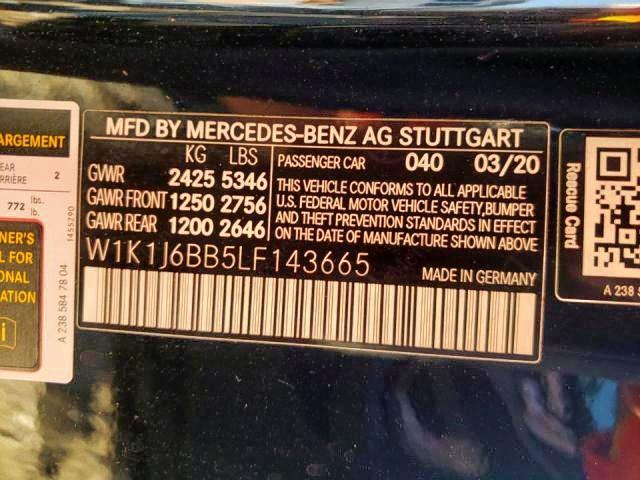 ARGEMENT
EAR
RRIÈRE 2
772 lbs.
lb.
NER'S
L FOR
ONAL
ATION
i
1455790
A 238 584 78 04
MFD BY MERCEDES-BENZ AG STUTTGART
KG LBS
GVWR 2425 5346
GAWR FRONT 1250 2756
GAWR REAR 1200 2646
PASSENGER CAR 040 03/20
THIS VEHICLE CONFORMS TO ALL APPLICABLE
U.S. FEDERAL MOTOR VEHICLE SAFETY,BUMPER
AND THEFT PREVENTION STANDARDS IN EFFECT
ON THE DATE OF MANUFACTURE SHOWN ABOVE
W1K1J6BB5LF143665
MADE IN GERMANY
Rescue Card
A 238 5